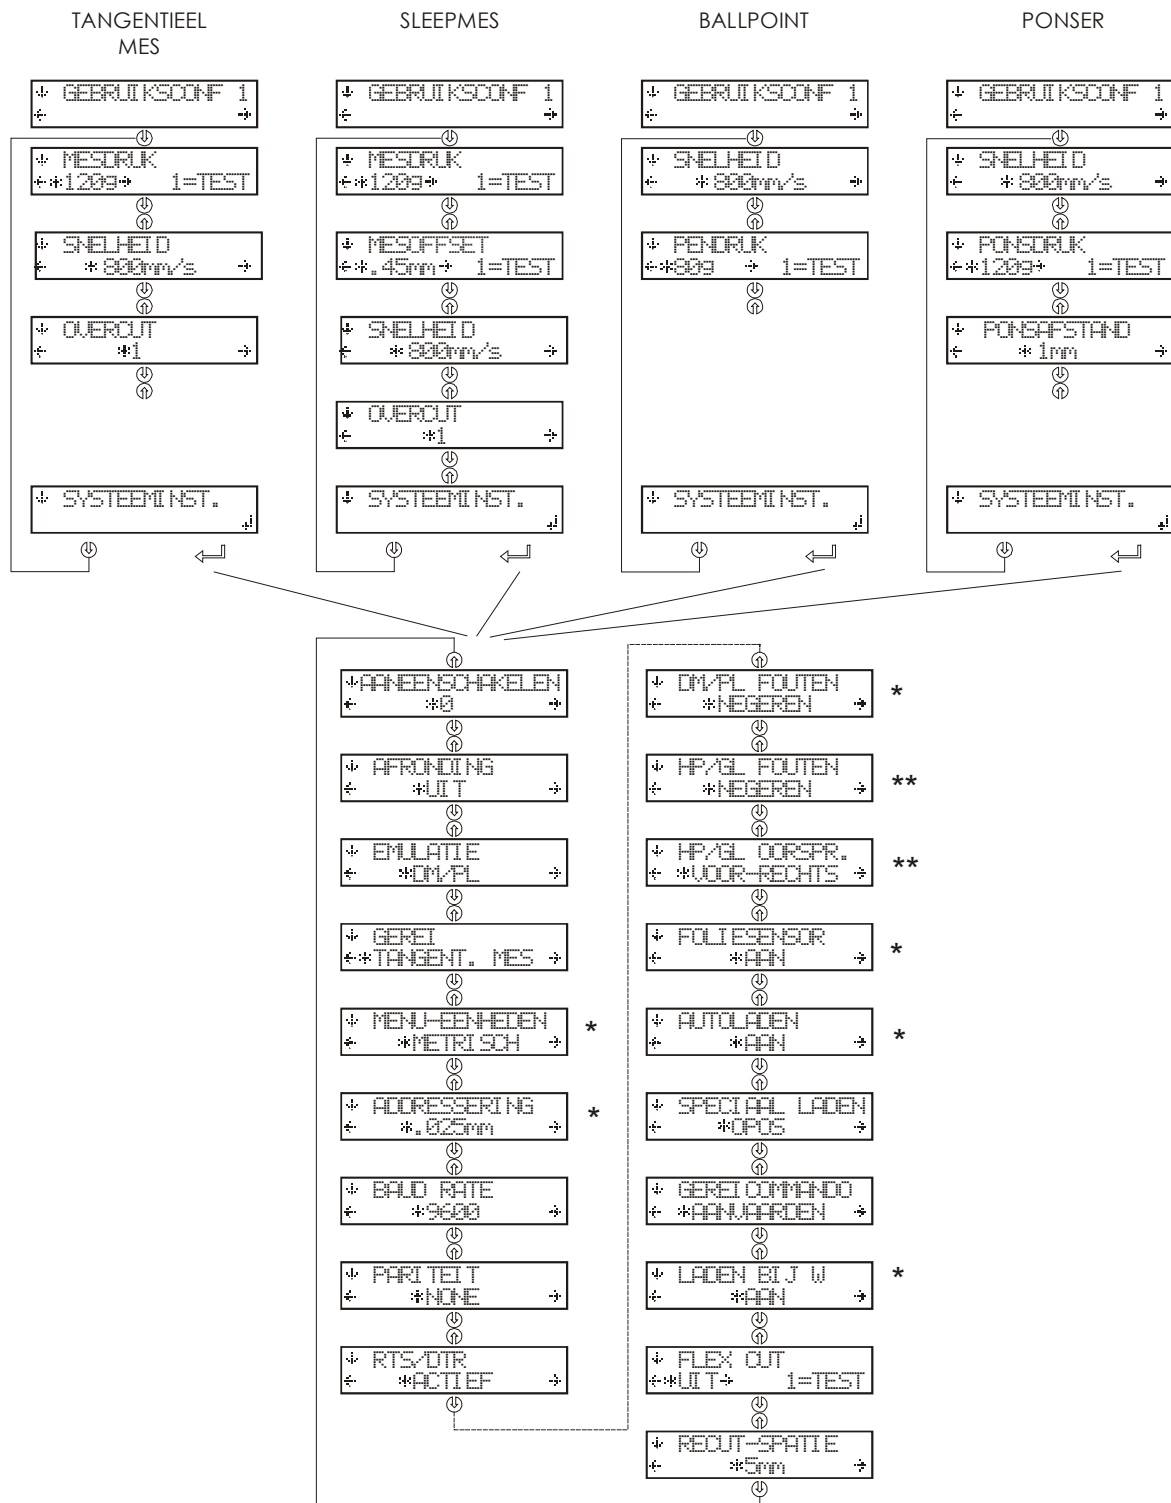 TANGENTIEEL
MES
GEBRUIKSCONF 1
MESDRUK
*120g 1=TEST
SNELHEID
*800mm/s
OVERCUT
*1
SYSTEEMINST.
SLEEPMES
GEBRUIKSCONF 1
MESDRUK
*120g 1=TEST
MESOFFSET
*.45mm 1=TEST
SNELHEID
*800mm/s
OVERCUT
*1
SYSTEEMINST.
BALLPOINT
GEBRUIKSCONF 1
SNELHEID
*800mm/s
PENDRUK
*80g 1=TEST
SYSTEEMINST.
PONSER
GEBRUIKSCONF 1
SNELHEID
*800mm/s
PONSDRUK
*120g 1=TEST
PONSAFSTAND
*1mm
SYSTEEMINST.
AANEENSCHAKELEN
*0
AFRONDING
*UIT
EMULATIE
*DM/PL
GEREI
*TANGENT. MES
MENU-EENHEDEN
*METRISCH
*
ADDRESSERING
*.025mm
*
BAUD RATE
*9600
PARITEIT
*NONE
RTS/DTR
*ACTIEF
DM/PL FOUTEN
*NEGEREN
*
HP/GL FOUTEN
*NEGEREN
**
HP/GL OORSPR.
*VOOR-RECHTS
**
FOLIESENSOR
*AAN
*
AUTOLADEN
*AAN
*
SPECIAAL LADEN
*OPOS
GEREICOMMANDO
*AANVAARDEN
LADEN BIJ W
*AAN
*
FLEX CUT
*UIT 1=TEST
RECUT-SPATIE
*5mm